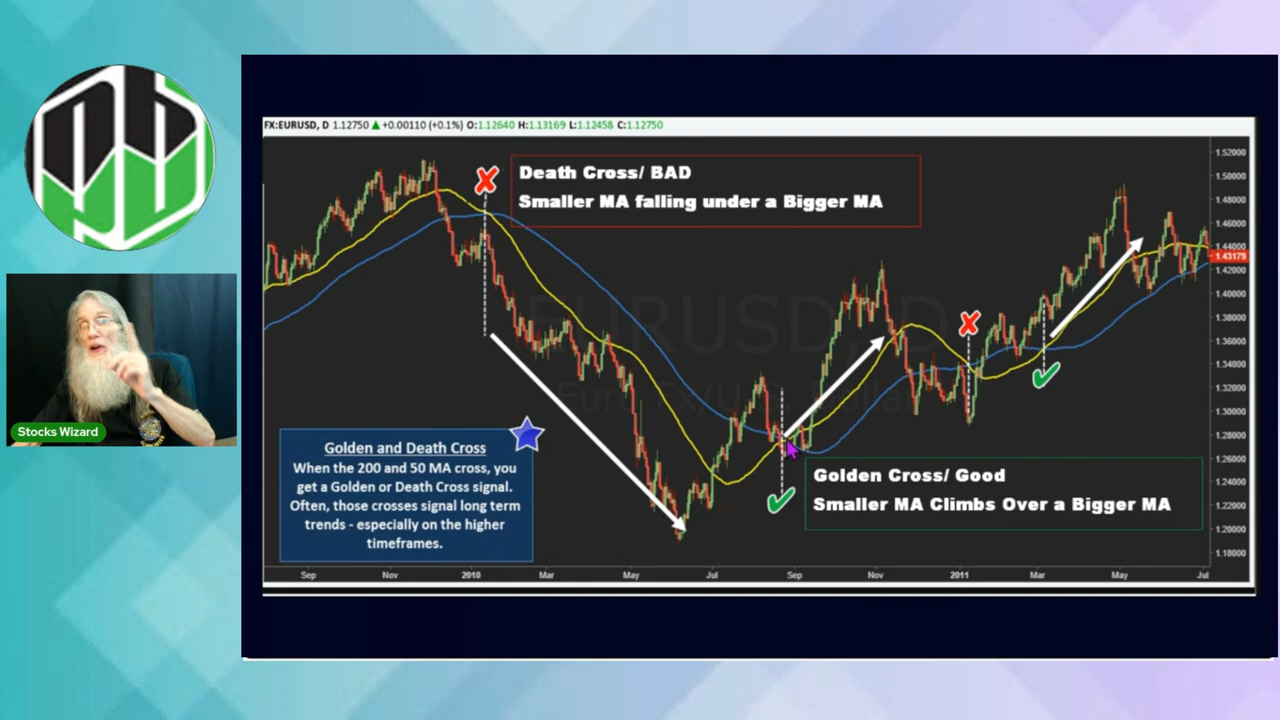 FX:EURUSD, D 1.12750 ▲ +0.00110 (+0.1%) O:1.12640 H:1.13169 L:1.12458 C:1.12750
Death Cross/ BAD
Smaller MA falling under a Bigger MA
EURUSD, D
Stocks Wizard
Golden and Death Cross
When the 200 and 50 MA cross, you
get a Golden or Death Cross signal.
Often, those crosses signal long term
trends - especially on the higher
timeframes.
Golden Cross/ Good
Smaller MA Climbs Over a Bigger MA
1.52000
1.50000
1.48000
1.46000
1.44000
1.43179
1.42000
1.40000
1.38000
1.36000
1.34000
1.32000
1.30000
1.28000
1.26000
1.24000
1.22000
1.20000
1.18000
Sep Nov 2010 Mar May Jul Sep Nov 2011 Mar May Jul